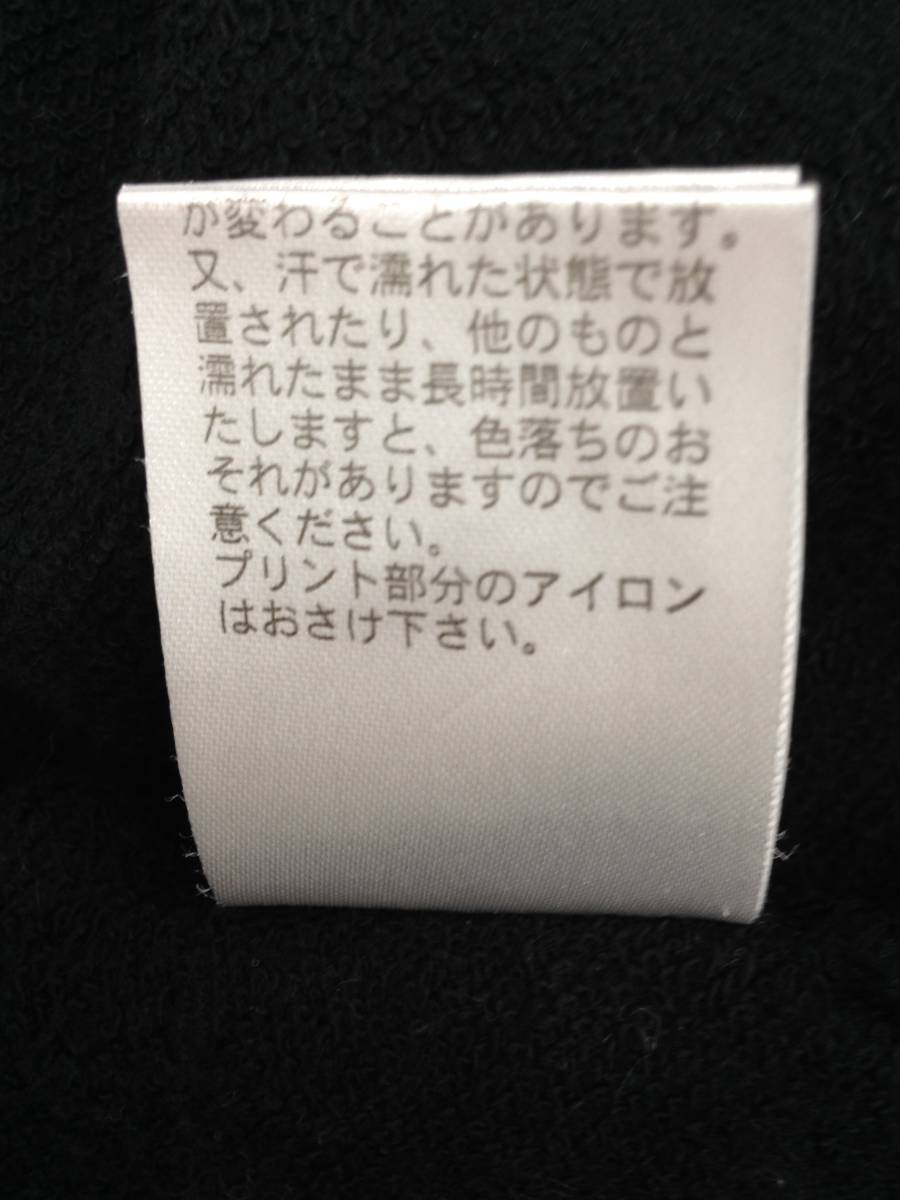 が変わることがあります。
又、汗で濡れた状態で放
置されたり、他のものと
濡れたまま長時間放置い
たしますと、色落ちのお
それがありますのでご注
意ください。
プリント部分のアイロン
はおさけ下さい。